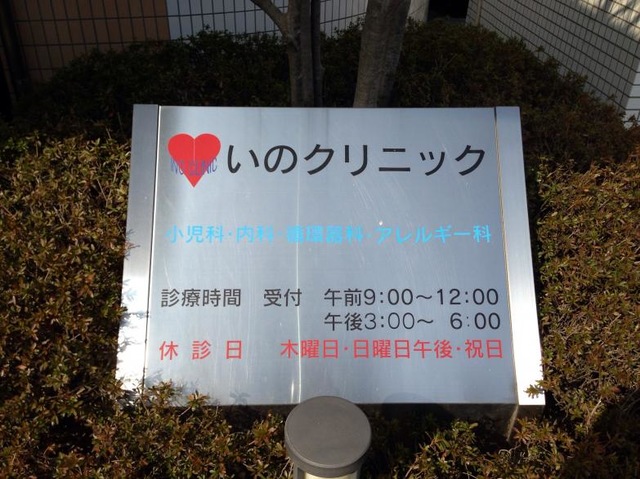 INO CLINIC
いのクリニック
小児科・内科・循環器科・アレルギー科
診療時間 受付 午前9:00～12:00
午後3:00～ 6:00
休診日 木曜日・日曜日午後・祝日